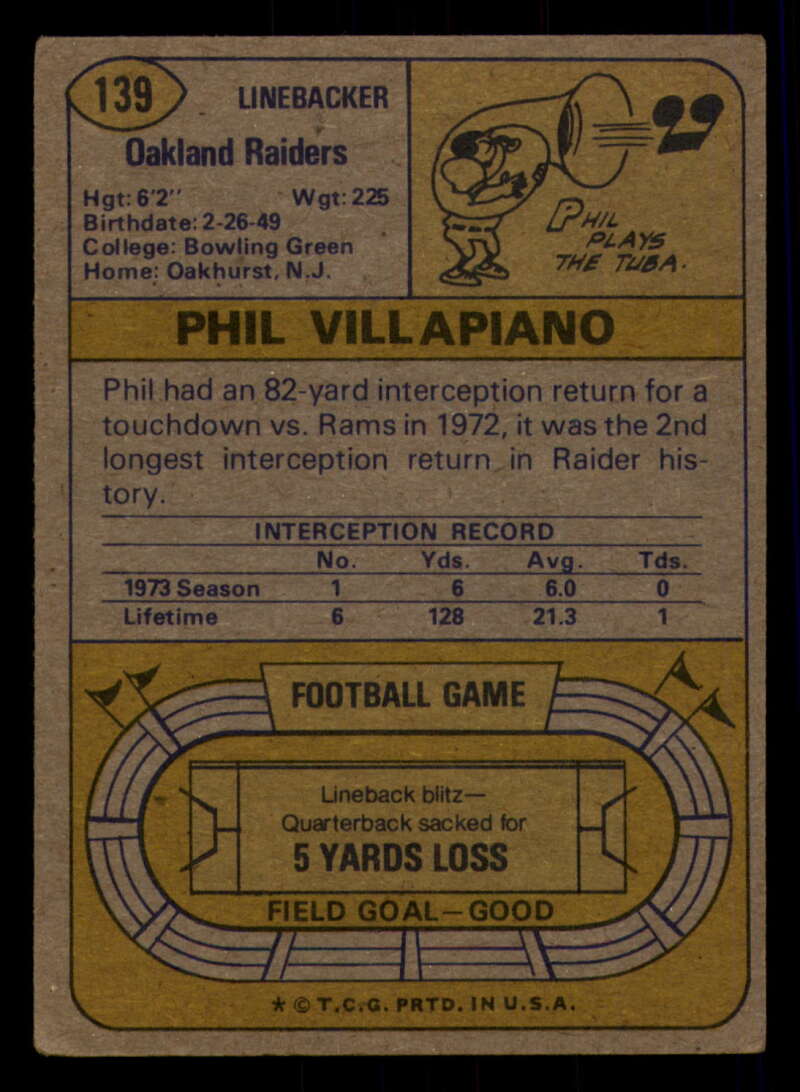 139
LINEBACKER
Oakland Raiders
Hgt: 6'2" Wgt: 225
Birthdate: 2-26-49
College: Bowling Green
Home: Oakhurst, N.J.
PHIL
PLAYS
THE TUBA.
PHIL VILLAPIANO
Phil had an 82-yard interception return for a
touchdown vs. Rams in 1972, it was the 2nd
longest interception return in Raider his-
tory.
INTERCEPTION RECORD
No. Yds. Avg. Tds.
1973 Season 1 6 6.0 0
Lifetime 6 128 21.3 1
FOOTBALL GAME
Lineback blitz—
Quarterback sacked for
5 YARDS LOSS
FIELD GOAL—GOOD
* © T.C.G. PRTD. IN U.S.A.